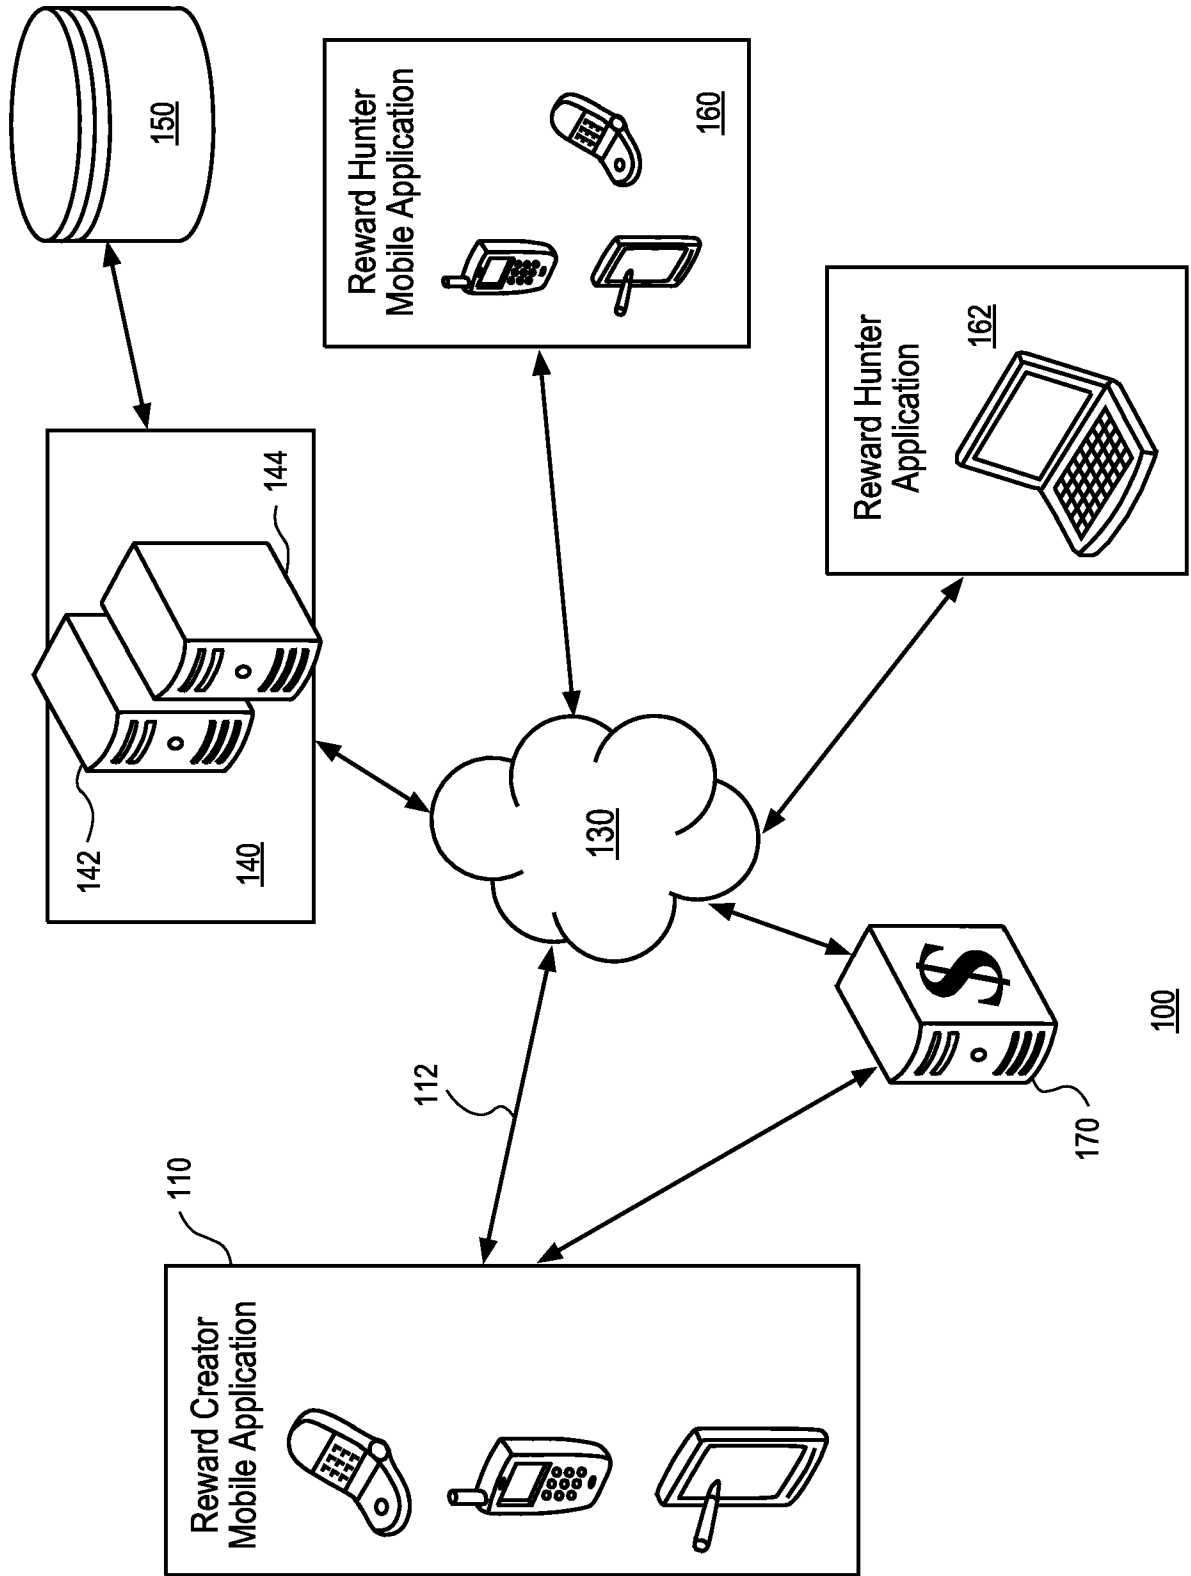 Reward Creator
Mobile Application
110
112
142
140
144
150
130
Reward Hunter
Mobile Application
160
Reward Hunter
Application
162
$
170
100